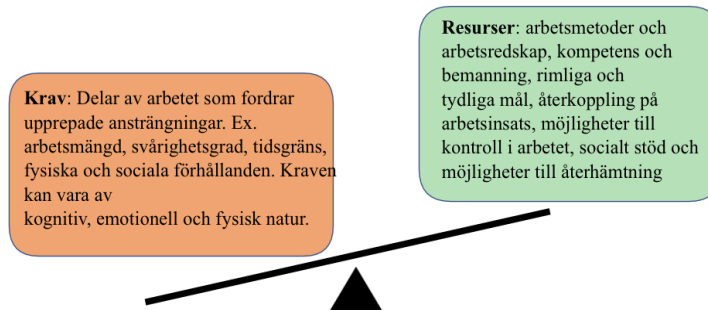 Krav: Delar av arbetet som fordrar
upprepade ansträngningar. Ex.
arbetsmängd, svårighetsgrad, tidsgräns,
fysiska och sociala förhållanden. Kraven
kan vara av
kognitiv, emotionell och fysisk natur.
Resurser: arbetsmetoder och
arbetsredskap, kompetens och
bemanning, rimliga och
tydliga mål, återkoppling på
arbetsinsats, möjligheter till
kontroll i arbetet, socialt stöd och
möjligheter till återhämtning